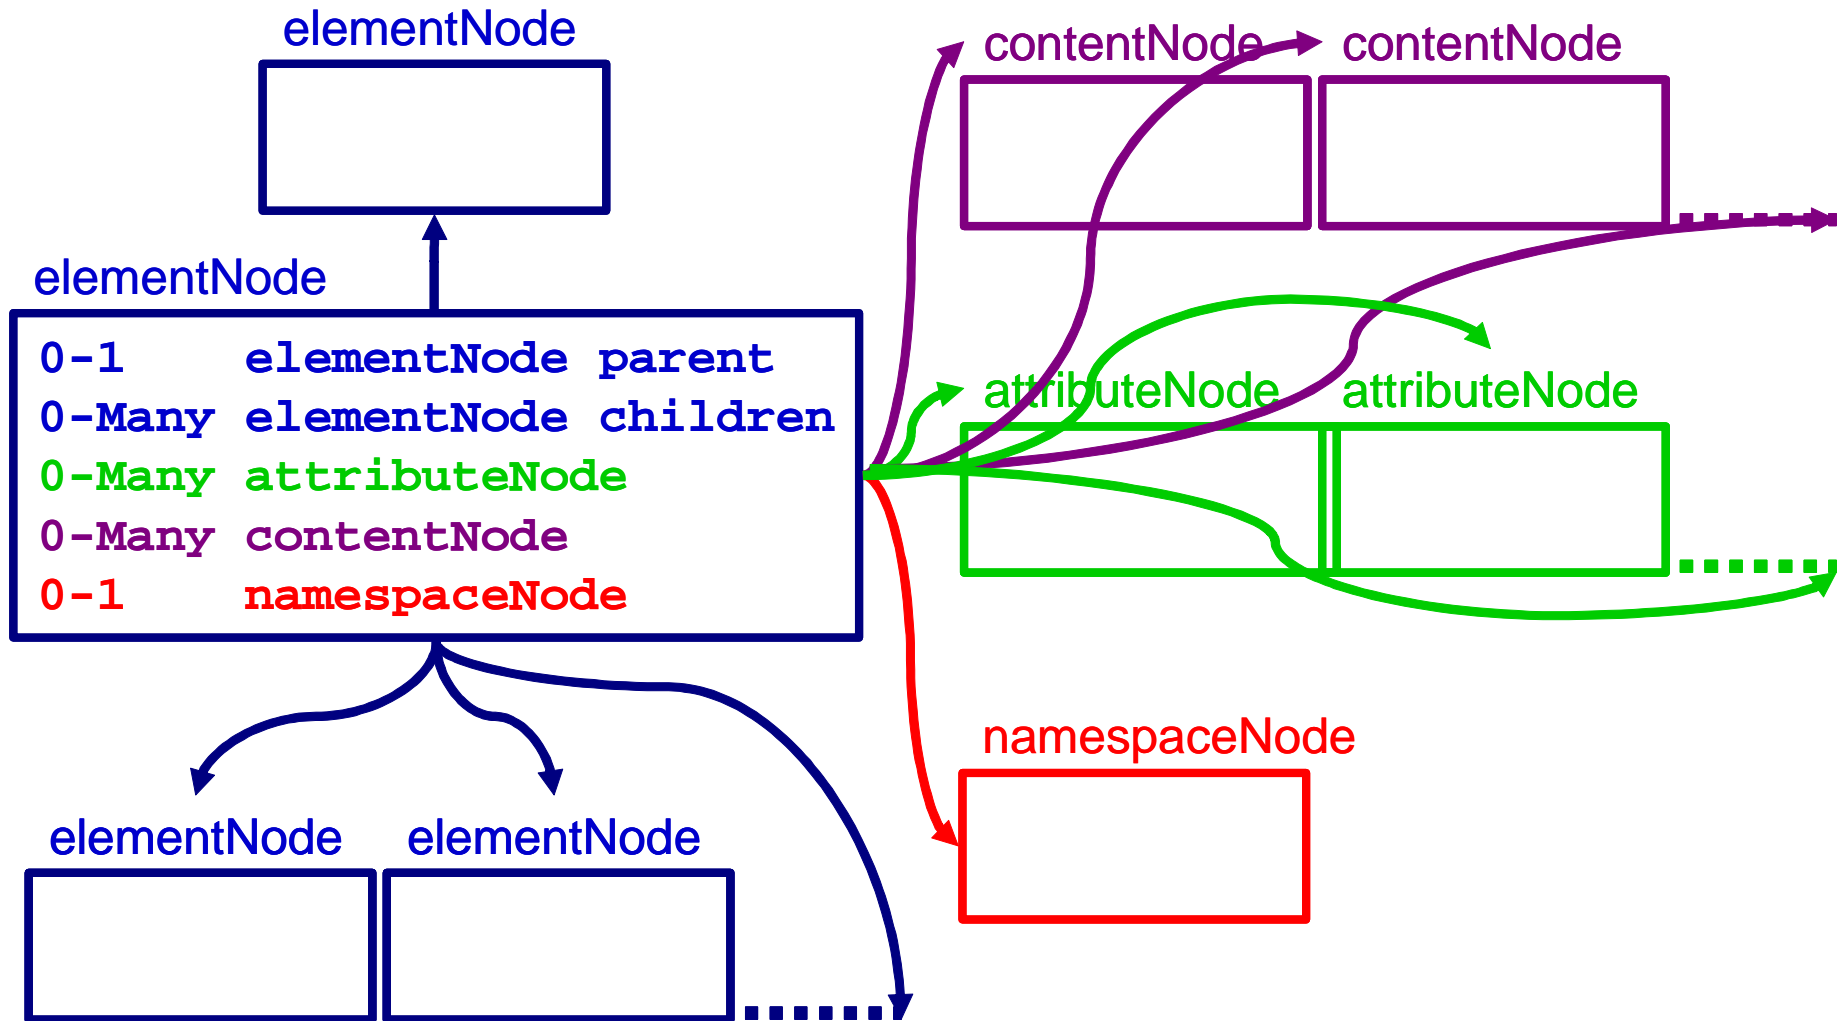 elementNode
contentNode contentNode
elementNode
0-1 elementNode parent
0-Many elementNode children
0-Many attributeNode
0-Many contentNode
0-1 namespaceNode
attributeNode attributeNode
namespaceNode
elementNode elementNode